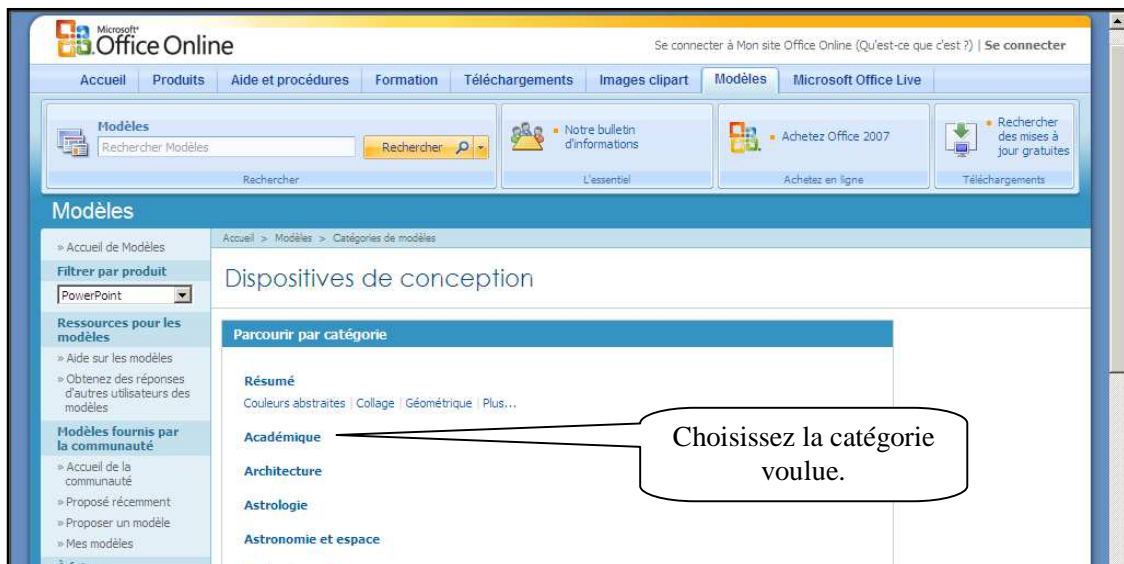 Microsoft®
Office Online
Se connecter à Mon site Office Online (Qu'est-ce que c'est ?) | Se connecter
Accueil Produits Aide et procédures Formation Téléchargements Images clipart Modèles Microsoft Office Live
Modèles
Rechercher Modèles
Rechercher
Rechercher
Notre bulletin
d'informations
L'essentiel
Achetez Office 2007
Achetez en ligne
Rechercher
des mises à
jour gratuites
Téléchargements
Modèles
» Accueil de Modèles
Filtrer par produit
PowerPoint
Ressources pour les
modèles
» Aide sur les modèles
» Obtenez des réponses
d'autres utilisateurs des
modèles
Modèles fournis par
la communauté
» Accueil de la
communauté
» Proposé récemment
» Proposer un modèle
» Mes modèles
Accueil > Modèles > Catégories de modèles
Dispositives de conception
Parcourir par catégorie
Résumé
Couleurs abstraites | Collage | Géométrique | Plus...
Académique
Architecture
Astrologie
Astronomie et espace
Choisissez la catégorie
voulue.